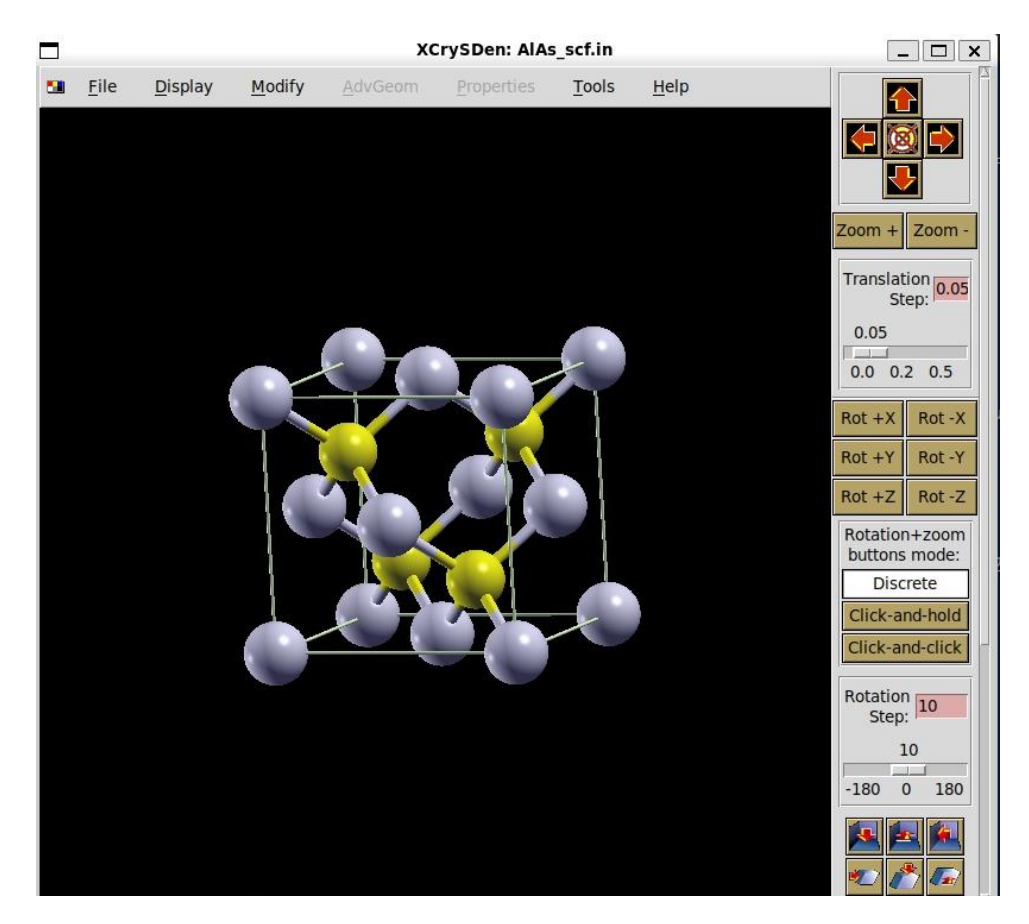 XCrySDen: AlAs_scf.in
File Display Modify AdvGeom Properties Tools Help
Zoom + Zoom -
Translation
Step: 0.05
0.05
0.0 0.2 0.5
Rot +X Rot -X
Rot +Y Rot -Y
Rot +Z Rot -Z
Rotation+zoom
buttons mode:
Discrete
Click-and-hold
Click-and-click
Rotation
Step: 10
10
-180 0 180